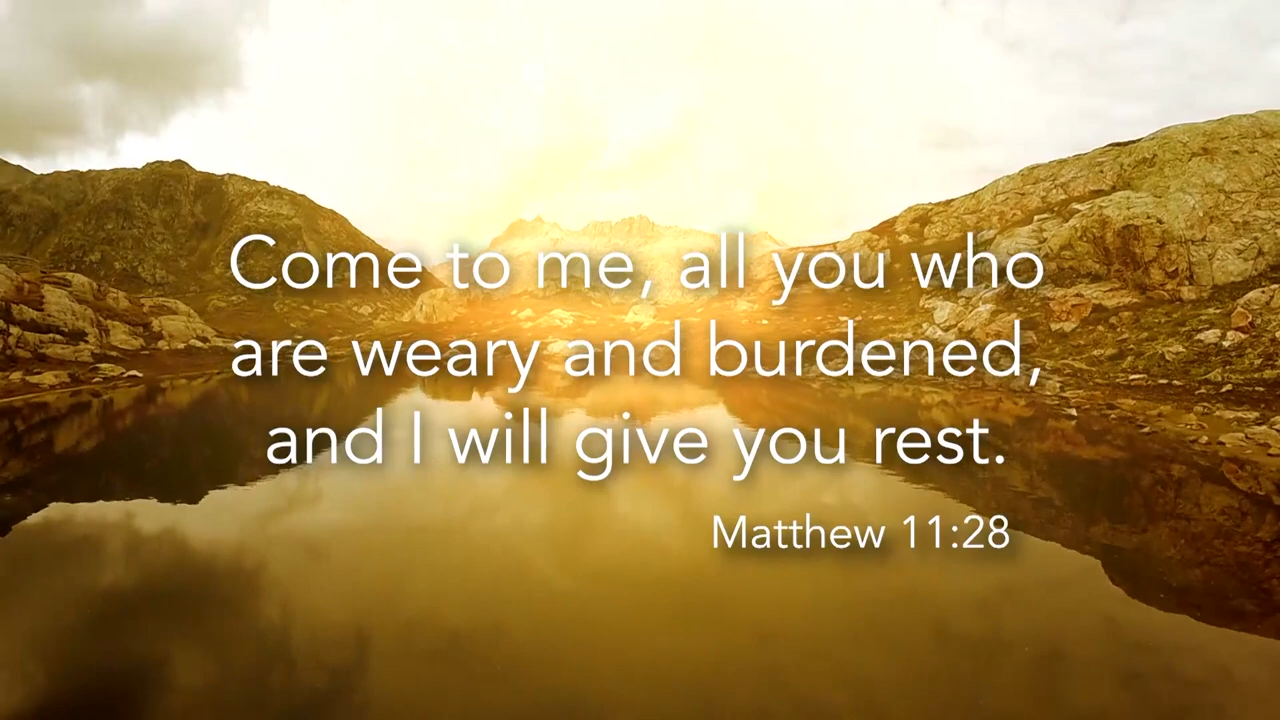 Come to me, all you who
are weary and burdened,
and I will give you rest.
Matthew 11:28